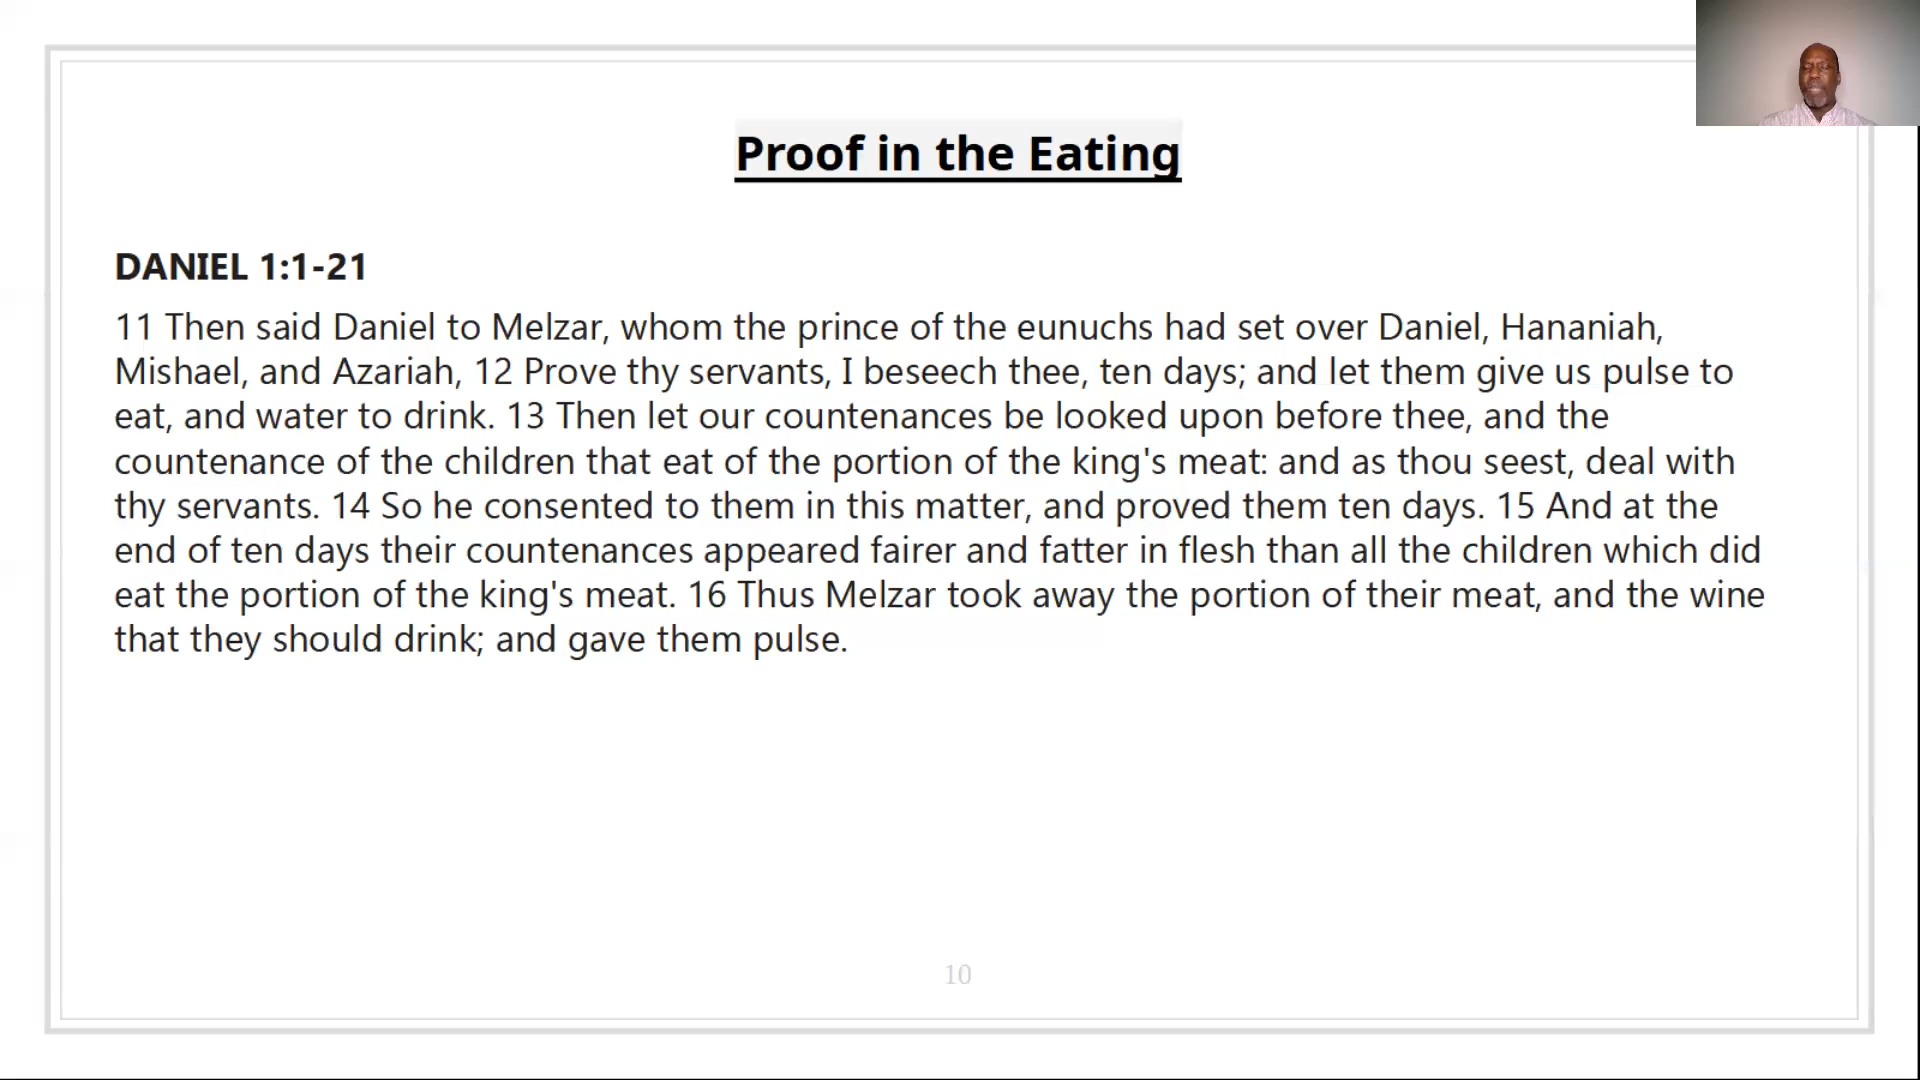 Proof in the Eating
DANIEL 1:1-21
11 Then said Daniel to Melzar, whom the prince of the eunuchs had set over Daniel, Hananiah,
Mishael, and Azariah, 12 Prove thy servants, I beseech thee, ten days; and let them give us pulse to
eat, and water to drink. 13 Then let our countenances be looked upon before thee, and the
countenance of the children that eat of the portion of the king's meat: and as thou seest, deal with
thy servants. 14 So he consented to them in this matter, and proved them ten days. 15 And at the
end of ten days their countenances appeared fairer and fatter in flesh than all the children which did
eat the portion of the king's meat. 16 Thus Melzar took away the portion of their meat, and the wine
that they should drink; and gave them pulse.
10